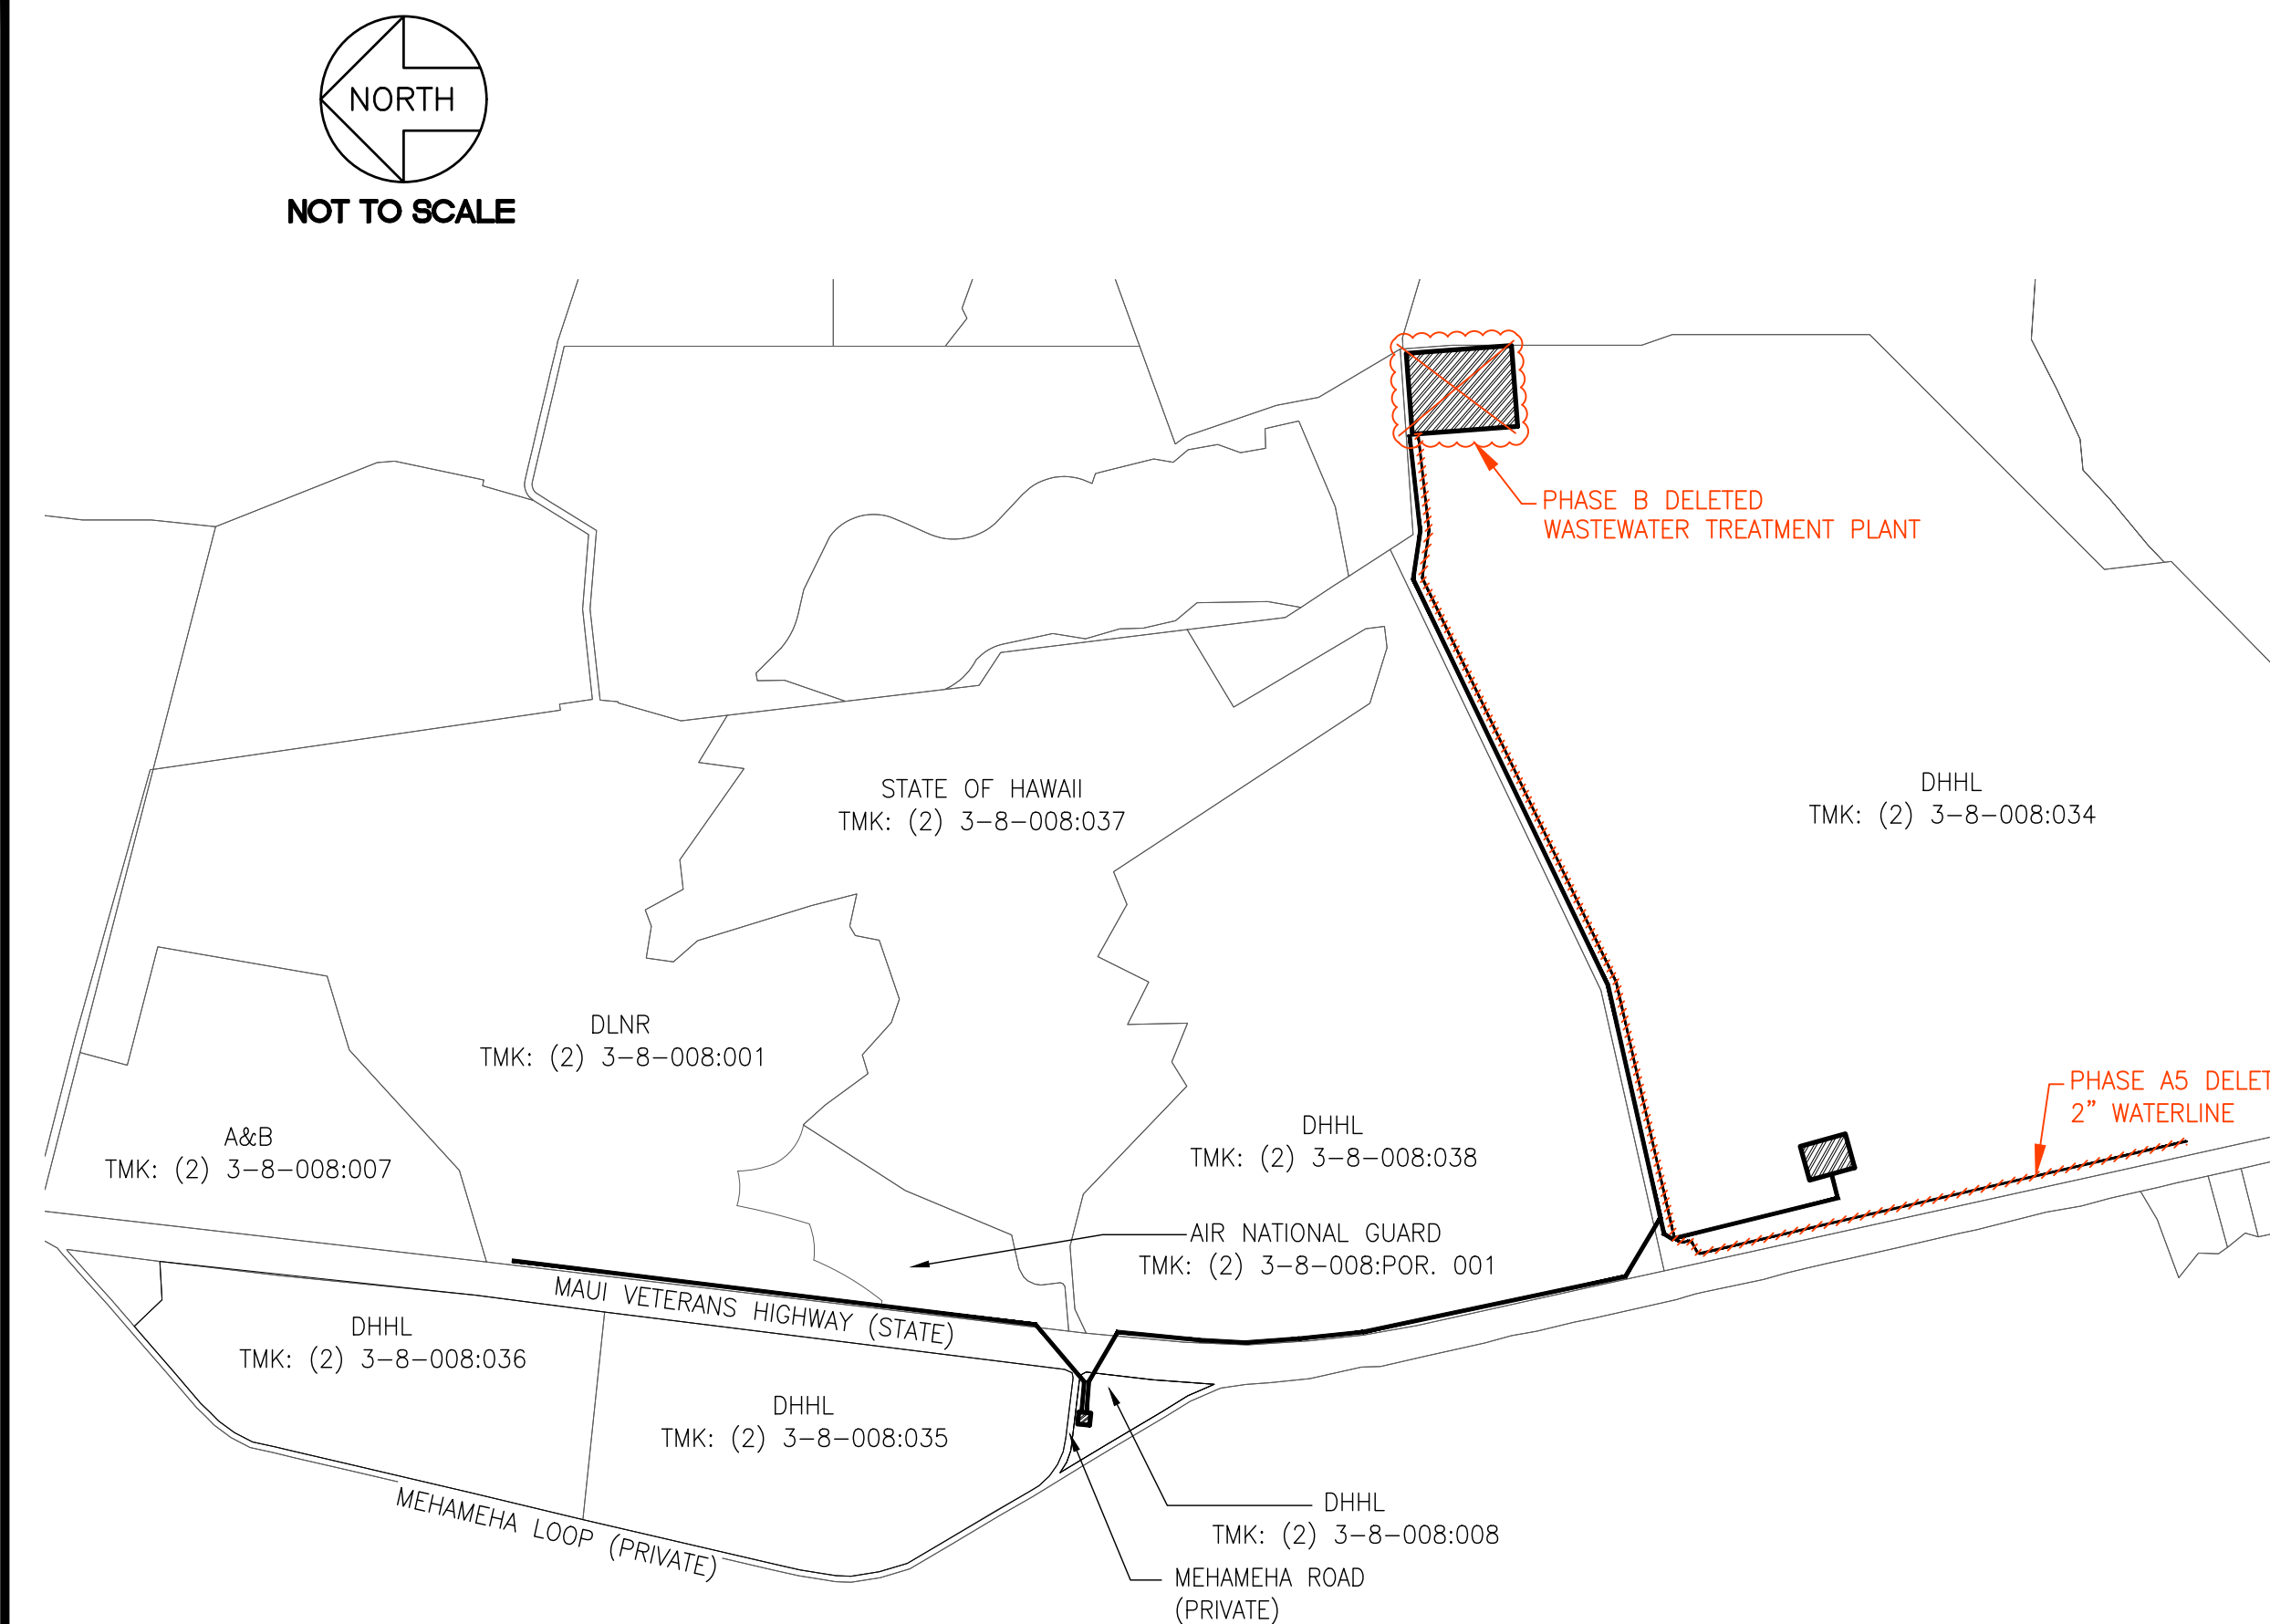 NORTH
NOT TO SCALE
PHASE B DELETED
WASTEWATER TREATMENT PLANT
STATE OF HAWAII
TMK: (2) 3-8-008:037
DHHL
TMK: (2) 3-8-008:034
DLNR
TMK: (2) 3-8-008:001
PHASE A5 DELET
2" WATERLINE
A&B
TMK: (2) 3-8-008:007
DHHL
TMK: (2) 3-8-008:038
AIR NATIONAL GUARD
TMK: (2) 3-8-008:POR. 001
MAUI VETERANS HIGHWAY (STATE)
DHHL
TMK: (2) 3-8-008:036
DHHL
TMK: (2) 3-8-008:035
MEHAMEHA LOOP (PRIVATE)
DHHL
TMK: (2) 3-8-008:008
MEHAMEHA ROAD
(PRIVATE)